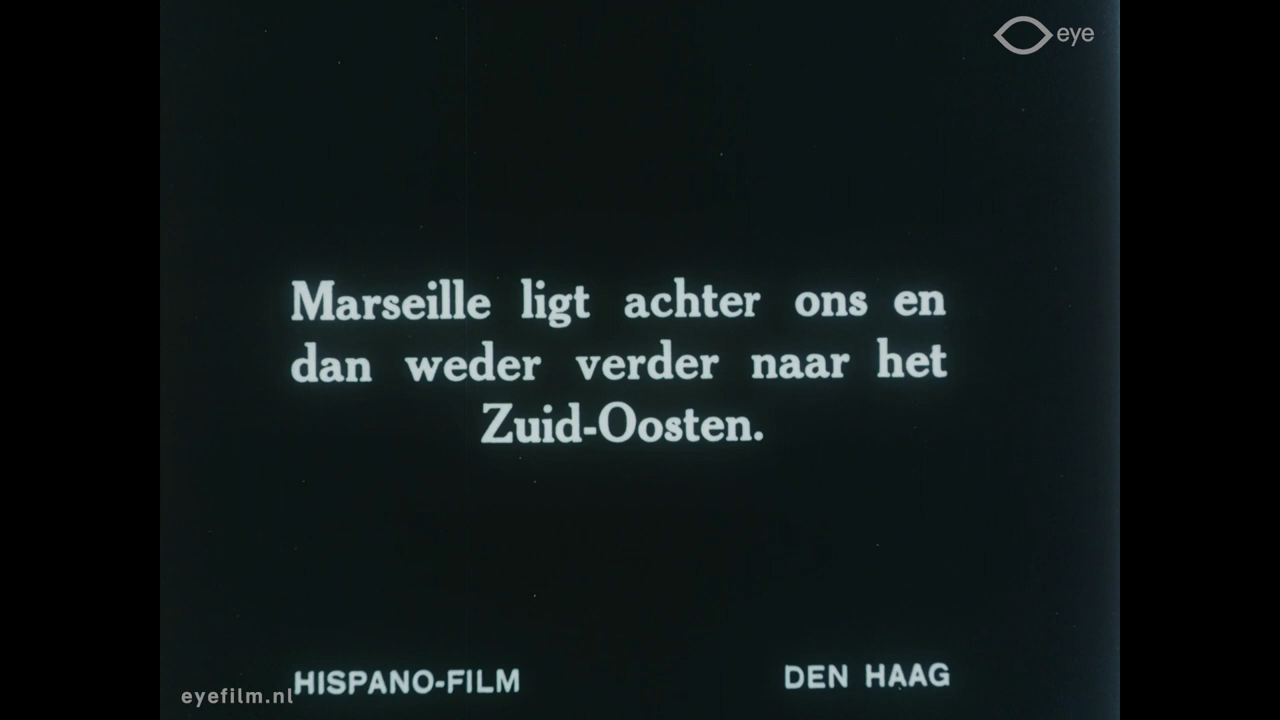 eye
Marseille ligt achter ons en
dan weder verder naar het
Zuid-Oosten.
HISPANO-FILM DEN HAAG
eyefilm.nl